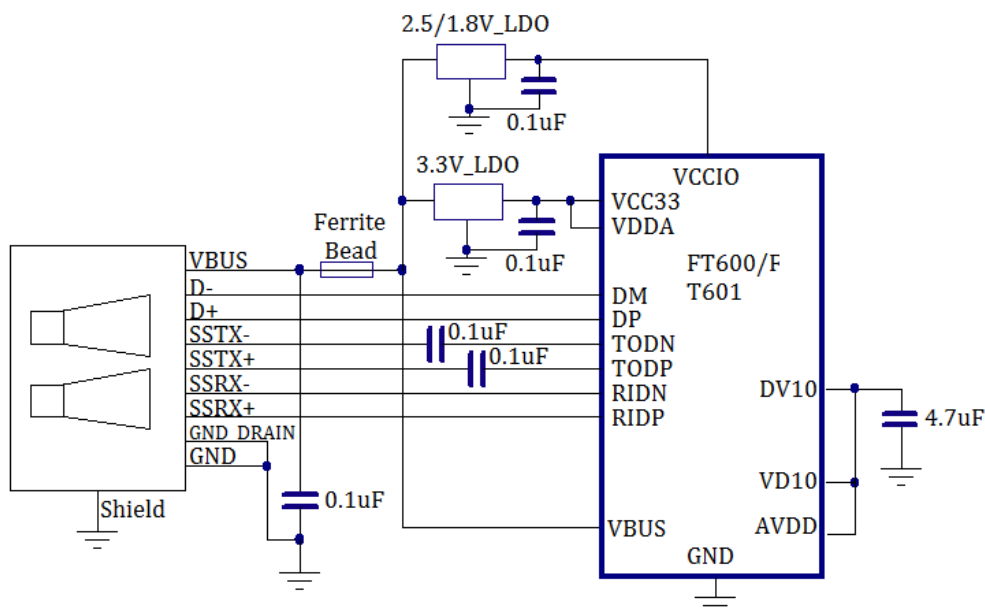 2.5/1.8V_LDO
0.1uF
3.3V_LDO
VCCIO
VCC33
VDDA
Ferrite
Bead
0.1uF
FT600/F
T601
VBUS
D-
D+
SSTX-
SSTX+
SSRX-
SSRX+
GND_DRAIN
GND
0.1uF
0.1uF
DM
DP
TODN
TODP
RIDN
RIDP
DV10
4.7uF
VD10
AVDD
Shield
0.1uF
VBUS
GND